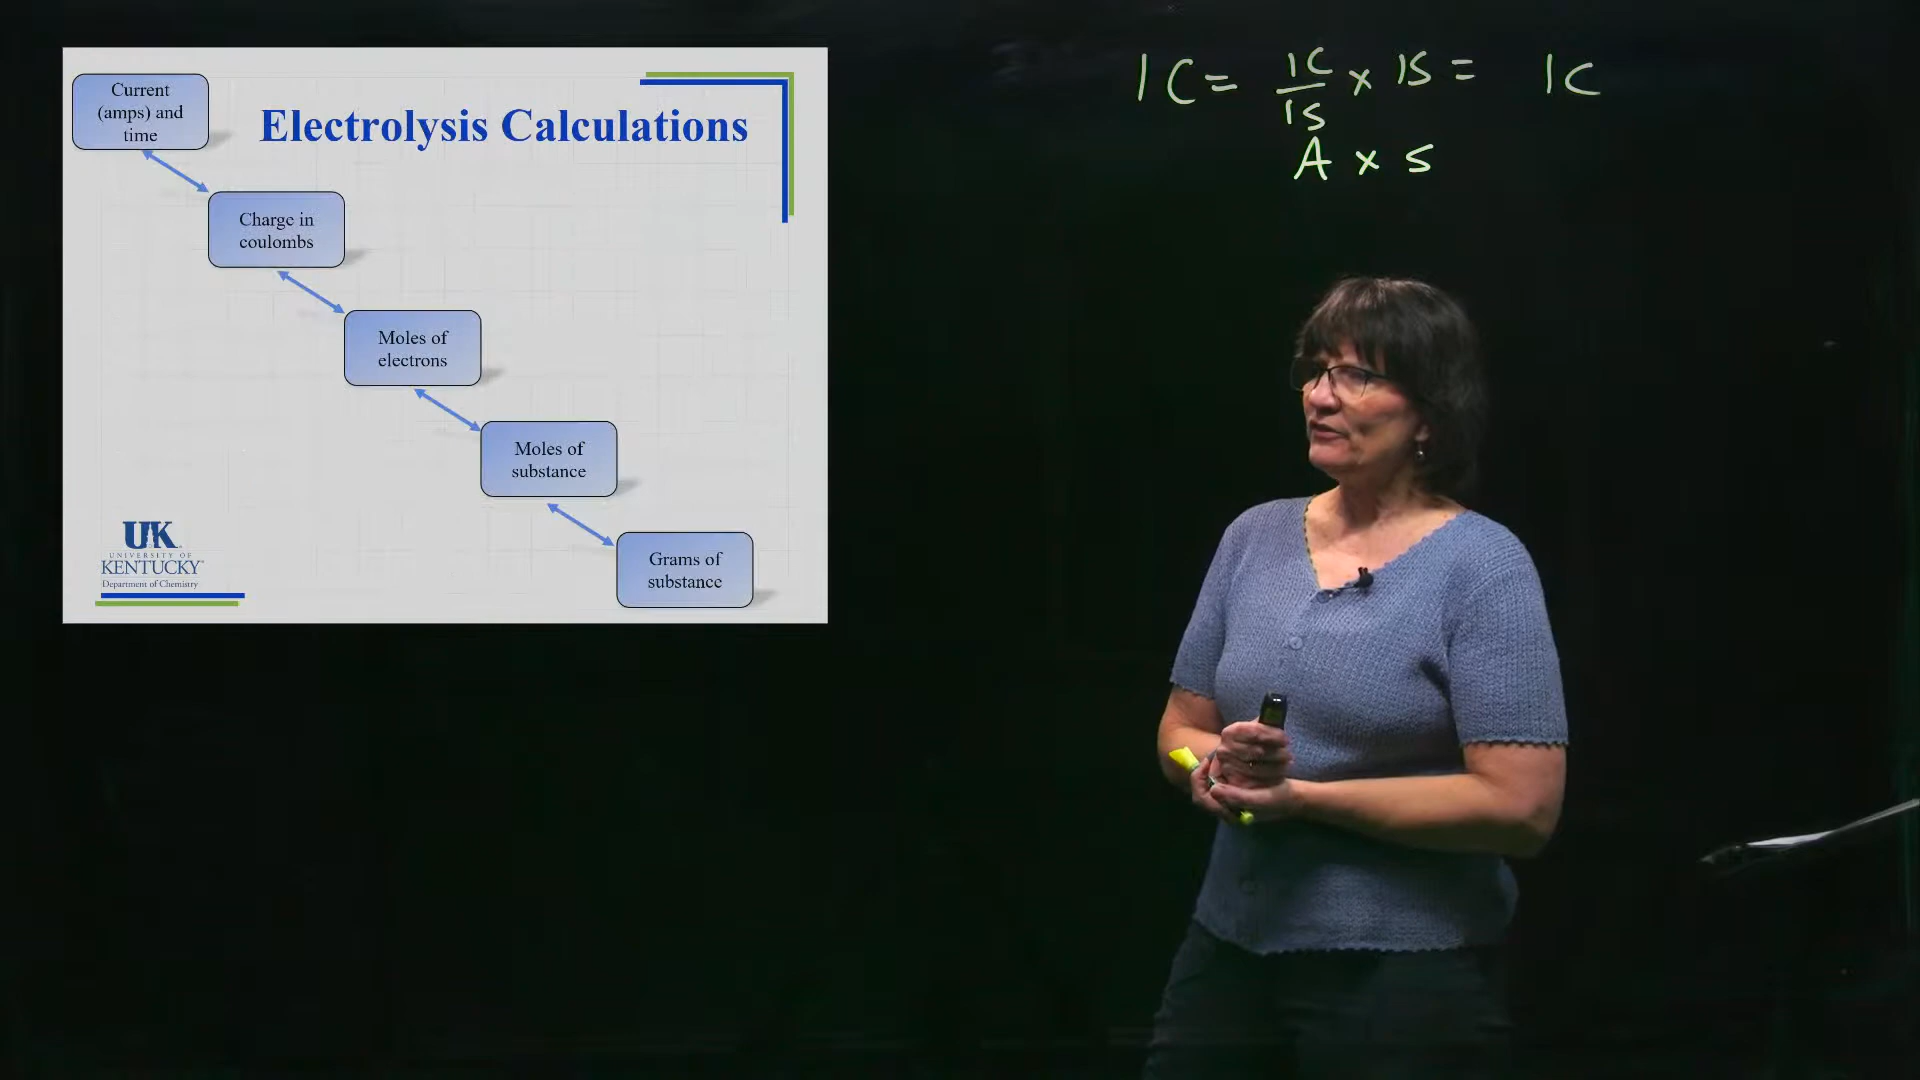 Current
(amps) and
time
Electrolysis Calculations
Charge in
coulombs
Moles of
electrons
Moles of
substance
Grams of
substance
UK
UNIVERSITY OF
KENTUCKY
Department of Chemistry
1C = 1C/1S × 1S = 1C
A × S